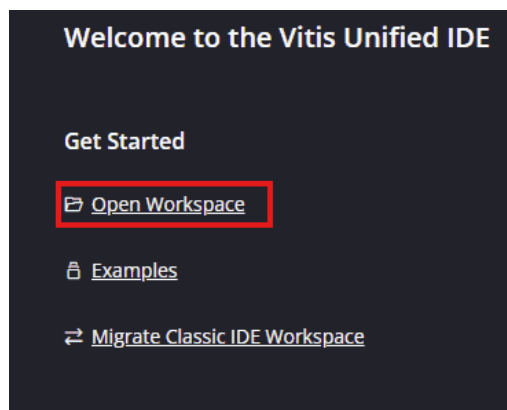 Welcome to the Vitis Unified IDE
Get Started
Open Workspace
Examples
Migrate Classic IDE Workspace